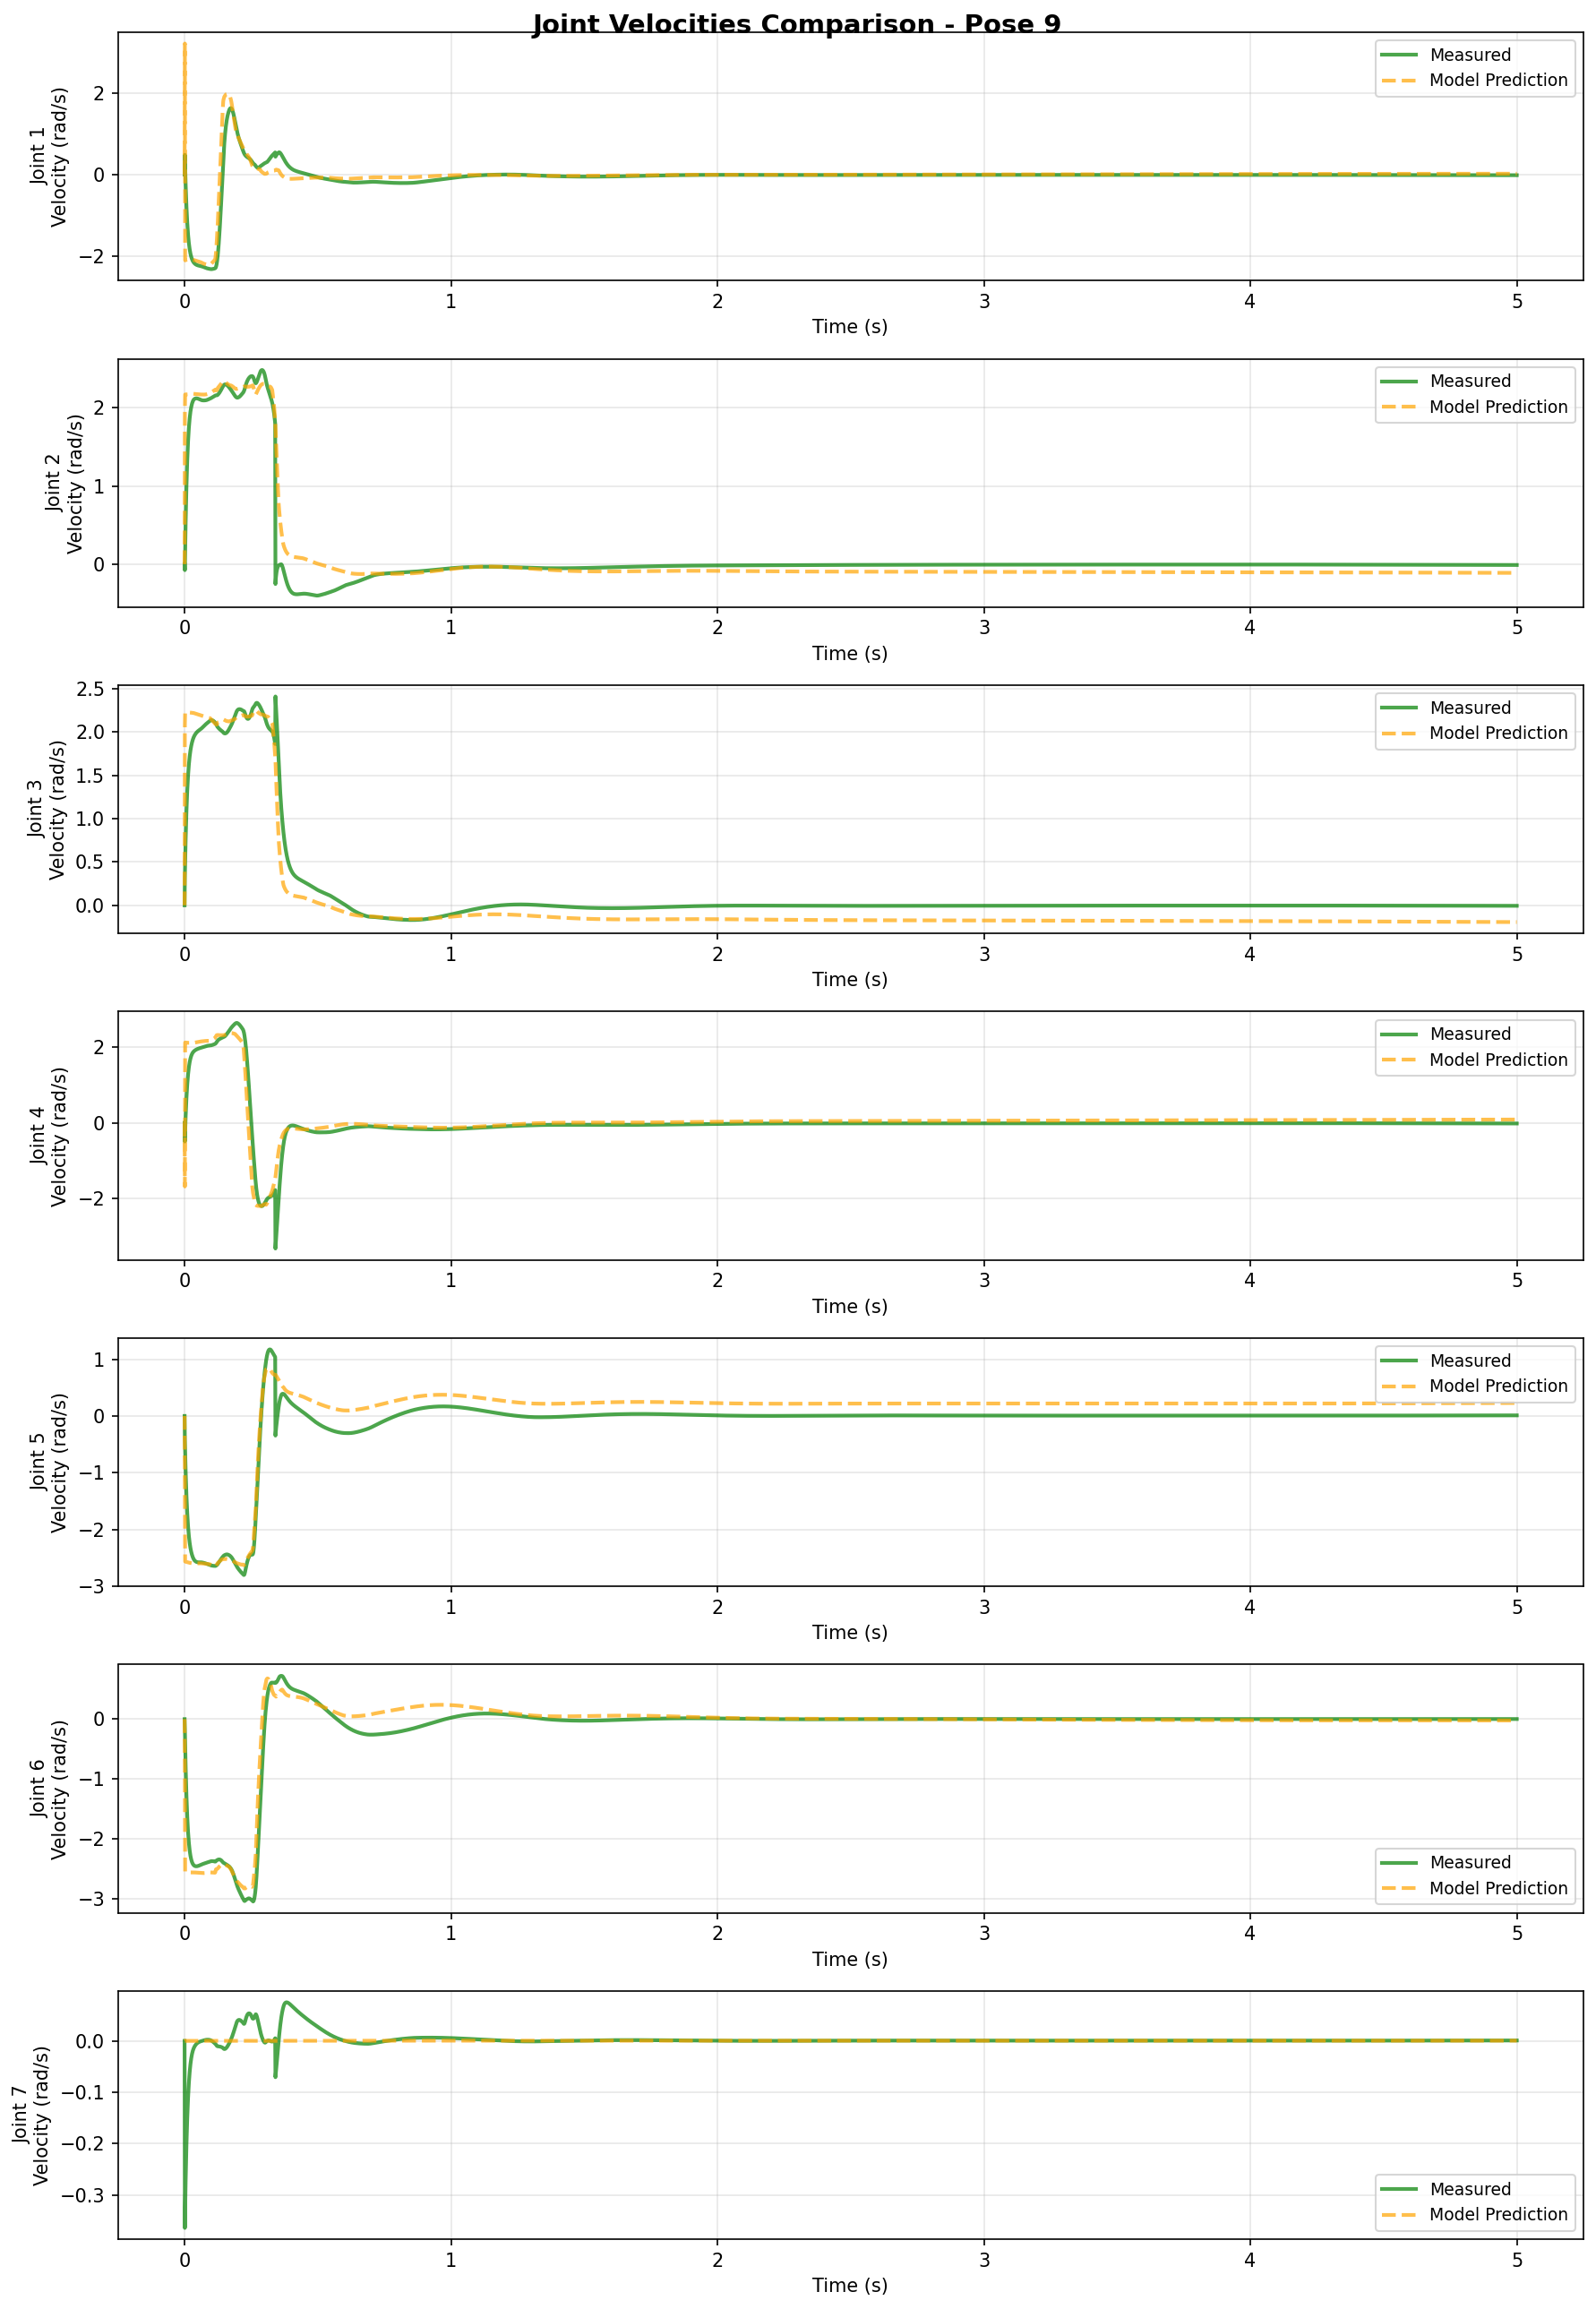 Joint Velocities Comparison - Pose 9
Joint 1
Velocity (rad/s)
2
0
−2
Measured
Model Prediction
0 1 2 3 4 5
Time (s)
Joint 2
Velocity (rad/s)
2
1
0
Measured
Model Prediction
0 1 2 3 4 5
Time (s)
Joint 3
Velocity (rad/s)
2.5
2.0
1.5
1.0
0.5
0.0
Measured
Model Prediction
0 1 2 3 4 5
Time (s)
Joint 4
Velocity (rad/s)
2
0
−2
Measured
Model Prediction
0 1 2 3 4 5
Time (s)
Joint 5
Velocity (rad/s)
1
0
−1
−2
−3
Measured
Model Prediction
0 1 2 3 4 5
Time (s)
Joint 6
Velocity (rad/s)
0
−1
−2
−3
Measured
Model Prediction
0 1 2 3 4 5
Time (s)
Joint 7
Velocity (rad/s)
0.0
−0.1
−0.2
−0.3
Measured
Model Prediction
0 1 2 3 4 5
Time (s)